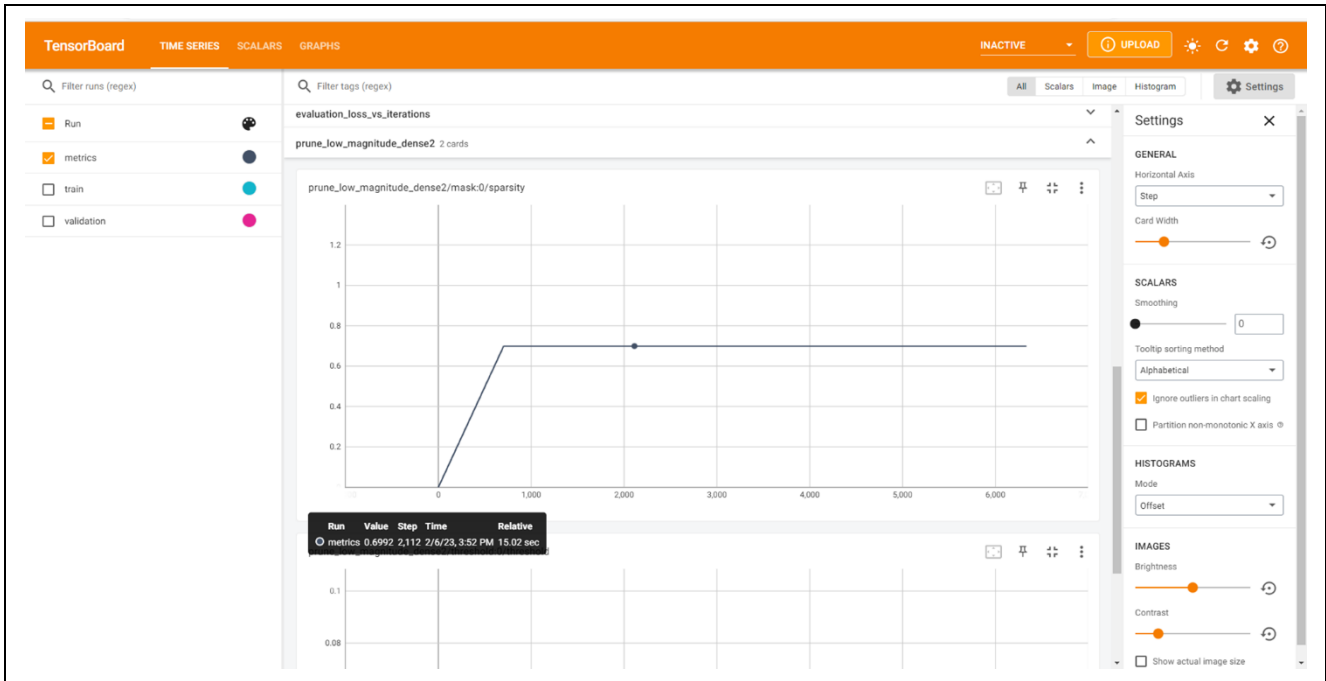 TensorBoard TIME SERIES SCALARS GRAPHS INACTIVE UPLOAD
Filter runs (regex)
Run
metrics
train
validation
Filter tags (regex) All Scalars Image Histogram Settings
evaluation_loss_vs_iterations
prune_low_magnitude_dense2 2 cards
prune_low_magnitude_dense2/mask:0/sparsity
1.2
1
0.8
0.6
0.4
0.2
0 1,000 2,000 3,000 4,000 5,000 6,000
Run Value Step Time Relative
metrics 0.6992 2,112 2/6/23, 3:52 PM 15.02 sec
prune_low_magnitude_dense2/threshold:0/threshold
0.1
0.08
Settings
GENERAL
Horizontal Axis
Step
Card Width
SCALARS
Smoothing
0
Tooltip sorting method
Alphabetical
Ignore outliers in chart scaling
Partition non-monotonic X axis
HISTOGRAMS
Mode
Offset
IMAGES
Brightness
Contrast
Show actual image size